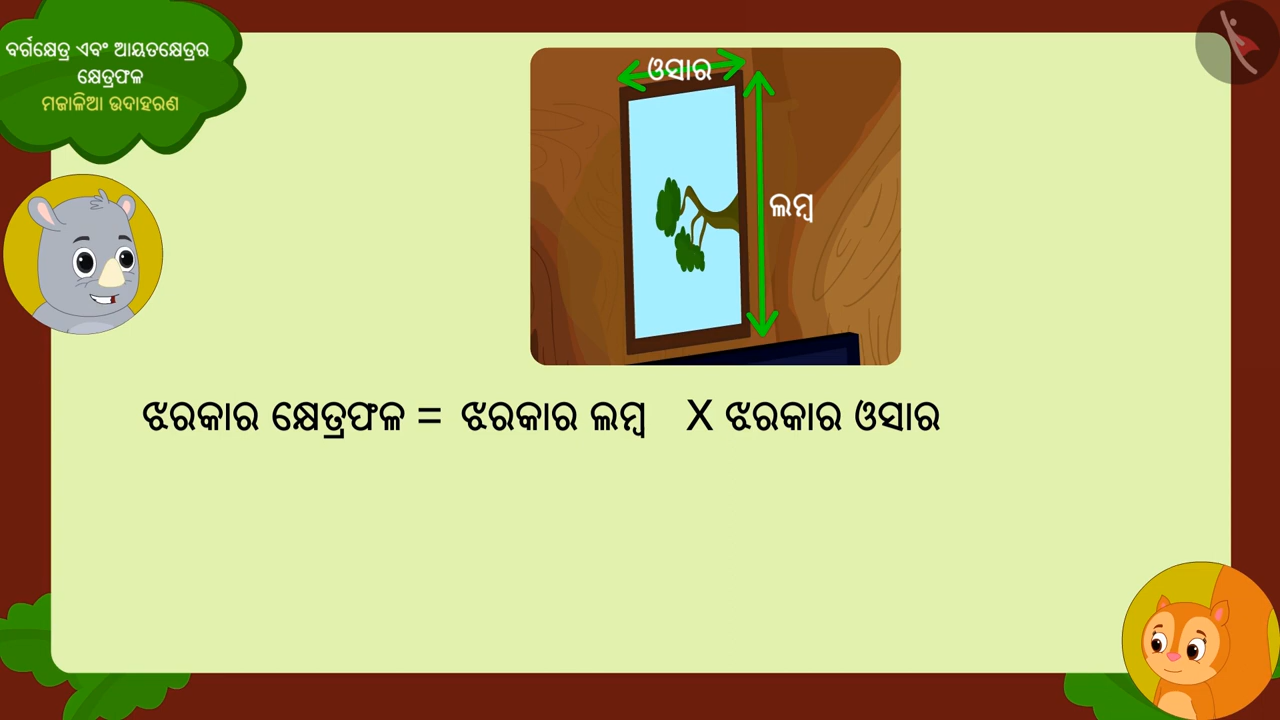 ବର୍ଗକ୍ଷେତ୍ର ଏବଂ ଆୟତକ୍ଷେତ୍ରର
କ୍ଷେତ୍ରଫଳ
ମଜାଳିଆ ଉଦାହରଣ
ଓସାର
ଲମ୍ବ
ଝରକାର କ୍ଷେତ୍ରଫଳ = ଝରକାର ଲମ୍ବ X ଝରକାର ଓସାର